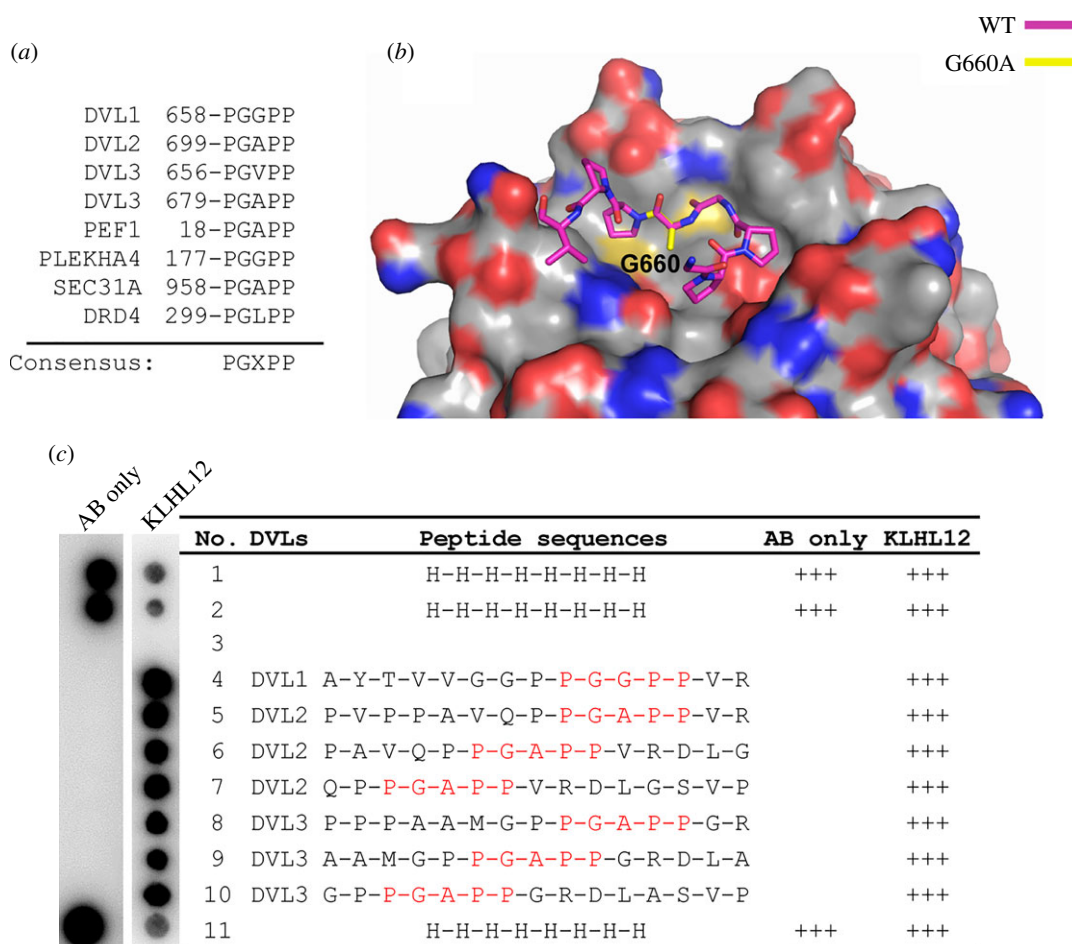 (a)
DVL1 658-PGGPP
DVL2 699-PGAPP
DVL3 656-PGVPP
DVL3 679-PGAPP
PEF1 18-PGAPP
PLEKHA4 177-PGGPP
SEC31A 958-PGAPP
DRD4 299-PGLPP
Consensus: PGXPP
(b)
WT
G660A
G660
(c)
AB only KLHL12
No. DVLs Peptide sequences AB only KLHL12
1 H-H-H-H-H-H-H-H +++ +++
2 H-H-H-H-H-H-H-H +++ +++
3
4 DVL1 A-Y-T-V-V-G-G-P-P-G-G-P-P-V-R +++
5 DVL2 P-V-P-P-A-V-Q-P-P-G-A-P-P-V-R +++
6 DVL2 P-A-V-Q-P-P-G-A-P-P-V-R-D-L-G +++
7 DVL2 Q-P-P-G-A-P-P-V-R-D-L-G-S-V-P +++
8 DVL3 P-P-P-A-A-M-G-P-P-G-A-P-P-G-R +++
9 DVL3 A-A-M-G-P-P-G-A-P-P-G-R-D-L-A +++
10 DVL3 G-P-P-G-A-P-P-G-R-D-L-A-S-V-P +++
11 H-H-H-H-H-H-H-H +++ +++